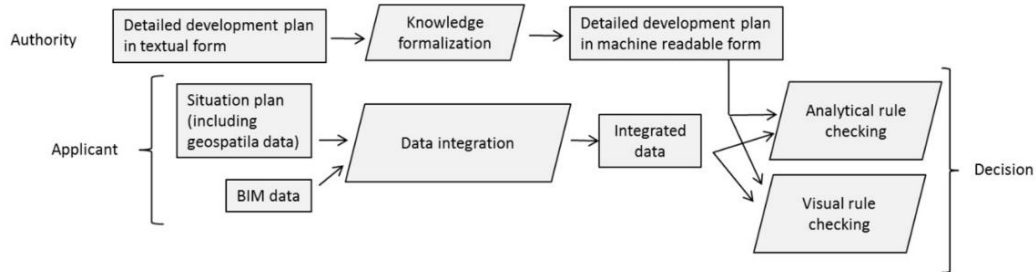 Authority
Detailed development plan
in textual form
Knowledge
formalization
Detailed development plan
in machine readable form
Applicant
Situation plan
(including
geospatila data)
BIM data
Data integration
Integrated
data
Analytical rule
checking
Visual rule
checking
Decision